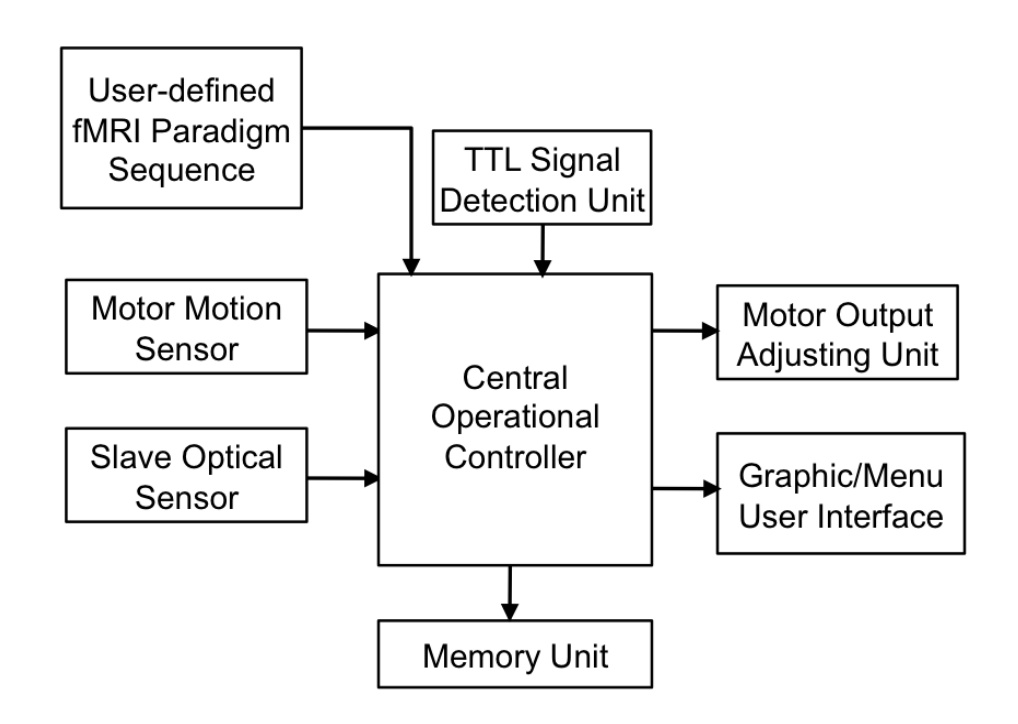 User-defined
fMRI Paradigm
Sequence
TTL Signal
Detection Unit
Motor Motion
Sensor
Slave Optical
Sensor
Central
Operational
Controller
Motor Output
Adjusting Unit
Graphic/Menu
User Interface
Memory Unit